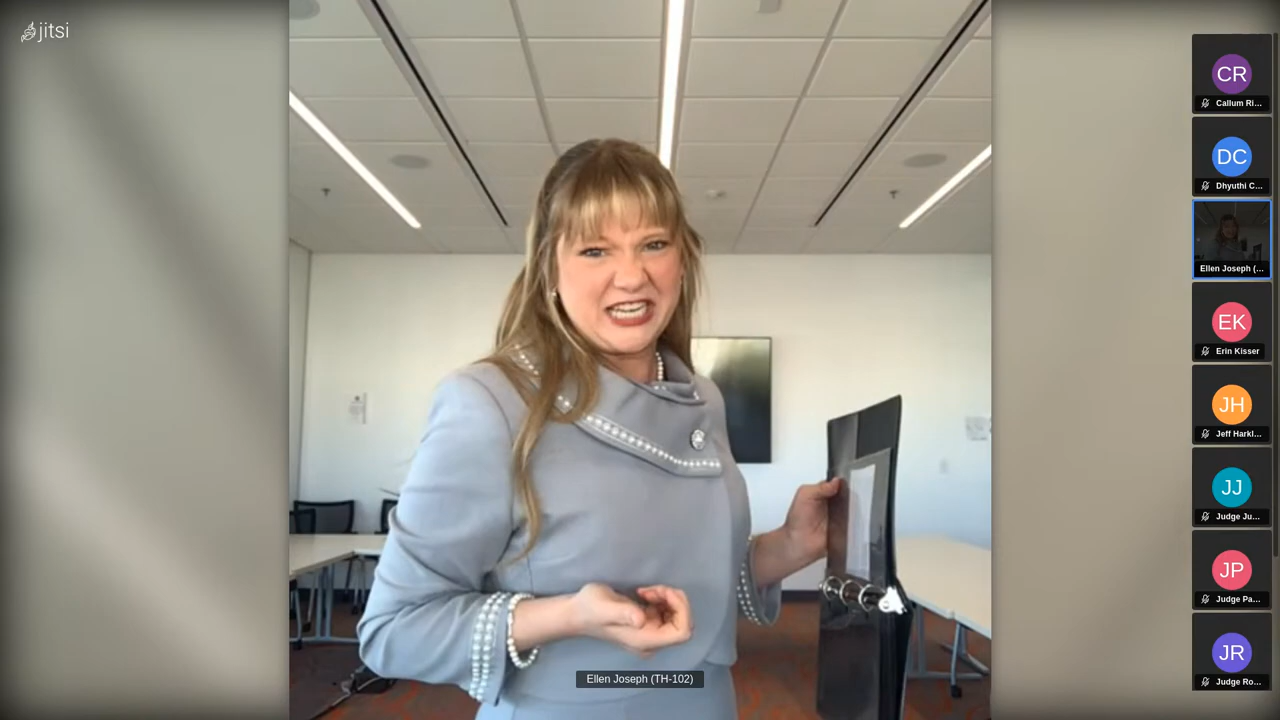 jitsi
CR
Callum Ri...
DC
Dhyuthi C...
Ellen Joseph (...
EK
Erin Kisser
JH
Jeff Harkl...
JJ
Judge Ju...
JP
Judge Pa...
JR
Judge Ro...
Ellen Joseph (TH-102)